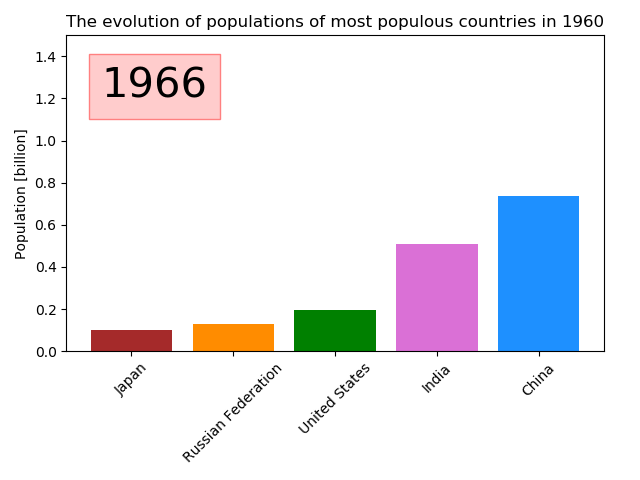 The evolution of populations of most populous countries in 1960
1966
Population [billion]
1.4
1.2
1.0
0.8
0.6
0.4
0.2
0.0
Japan
Russian Federation
United States
India
China